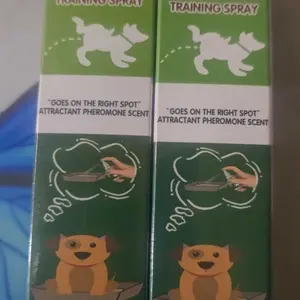 TRAINING SPRAY
TRAINING SPRAY
"GOES ON THE RIGHT SPOT"
ATTRACTANT PHEROMONE SCENT
"GOES ON THE RIGHT SPOT"
ATTRACTANT PHEROMONE SCENT